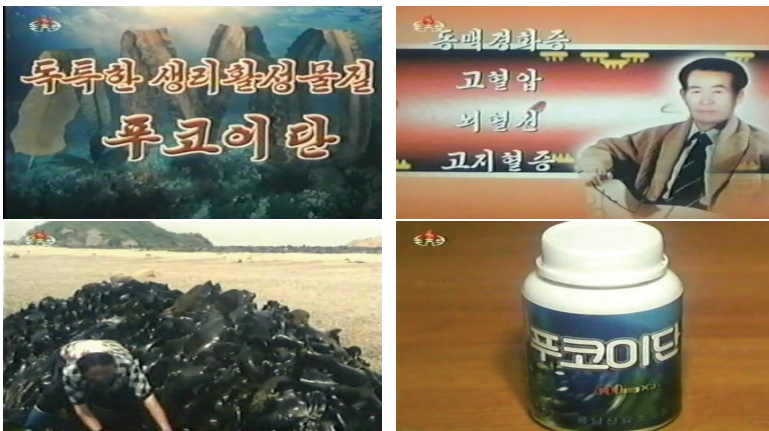 독특한 생리활성물질
푸코이단
동맥경화증
고혈압
뇌혈전
고지혈증
푸코이단